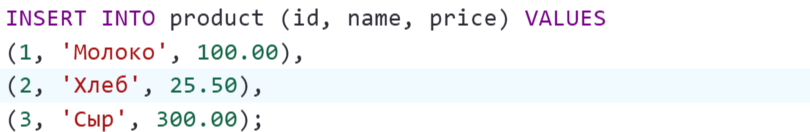 INSERT INTO product (id, name, price) VALUES
(1, 'Молоко', 100.00),
(2, 'Хлеб', 25.50),
(3, 'Сыр', 300.00);